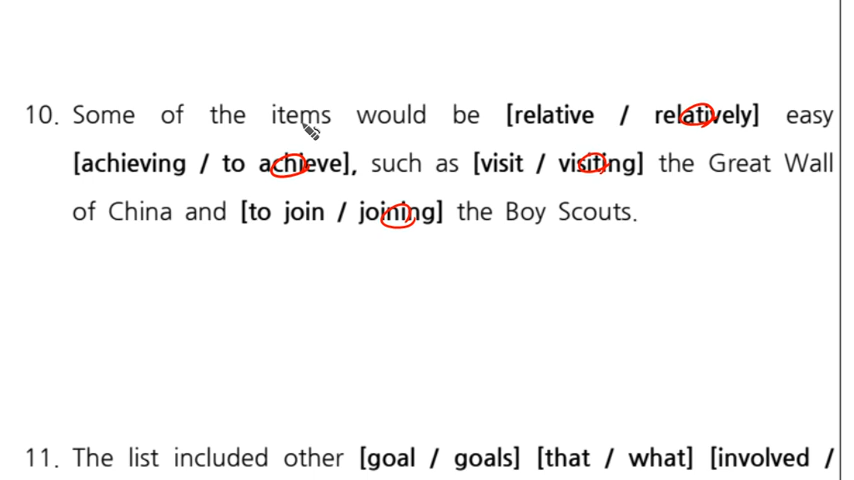 10. Some of the items would be [relative / relatively] easy
[achieving / to achieve], such as [visit / visiting] the Great Wall
of China and [to join / joining] the Boy Scouts.
11. The list included other [goal / goals] [that / what] [involved /